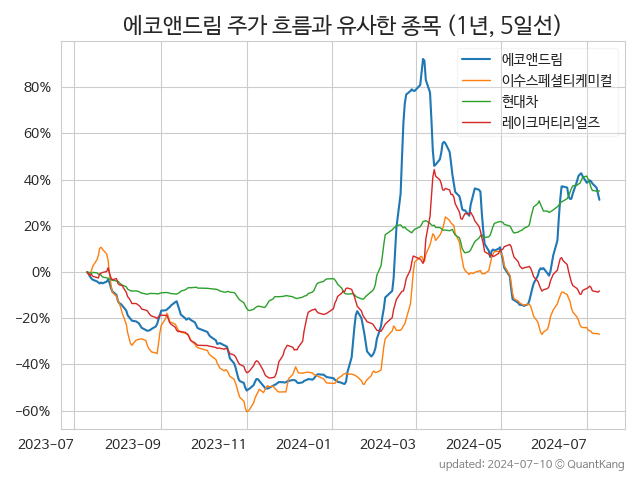 에코앤드림 주가 흐름과 유사한 종목 (1년, 5일선)
에코앤드림
이수스페셜티케미컬
현대차
레이크머티리얼즈
80%
60%
40%
20%
0%
−20%
−40%
−60%
2023-07 2023-09 2023-11 2024-01 2024-03 2024-05 2024-07
updated: 2024-07-10 © QuantKang